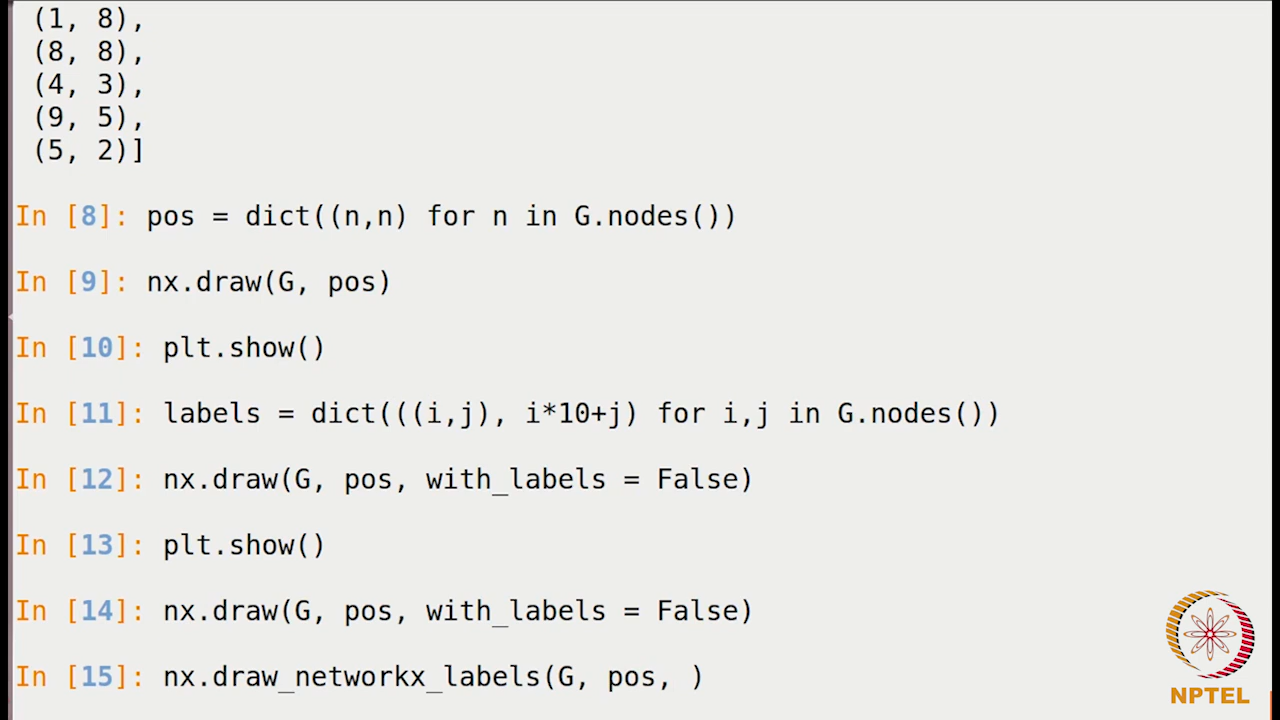 (1, 8),
(8, 8),
(4, 3),
(9, 5),
(5, 2)]
In [8]: pos = dict((n,n) for n in G.nodes())
In [9]: nx.draw(G, pos)
In [10]: plt.show()
In [11]: labels = dict(((i,j), i*10+j) for i,j in G.nodes())
In [12]: nx.draw(G, pos, with_labels = False)
In [13]: plt.show()
In [14]: nx.draw(G, pos, with_labels = False)
In [15]: nx.draw_networkx_labels(G, pos, )
NPTEL